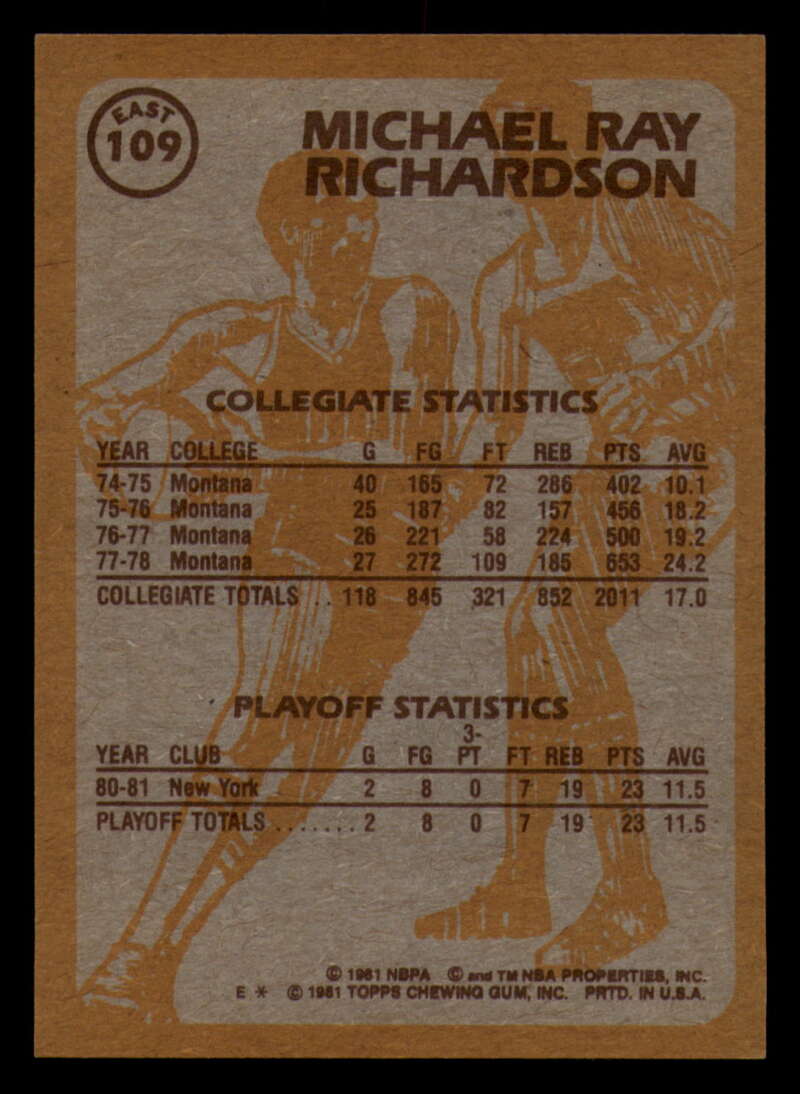 EAST
109
MICHAEL RAY
RICHARDSON
COLLEGIATE STATISTICS
YEAR COLLEGE G FG FT REB PTS AVG
74-75 Montana 40 165 72 286 402 10.1
75-76 Montana 25 187 82 157 456 18.2
76-77 Montana 26 221 58 224 500 19.2
77-78 Montana 27 272 109 185 653 24.2
COLLEGIATE TOTALS .. 118 845 321 852 2011 17.0
PLAYOFF STATISTICS
3-
YEAR CLUB G FG PT FT REB PTS AVG
80-81 New York 2 8 0 7 19 23 11.5
PLAYOFF TOTALS ....... 2 8 0 7 19 23 11.5
© 1981 NBPA © and TM NBA PROPERTIES, INC.
E * © 1981 TOPPS CHEWING GUM, INC. PRTD. IN U.S.A.